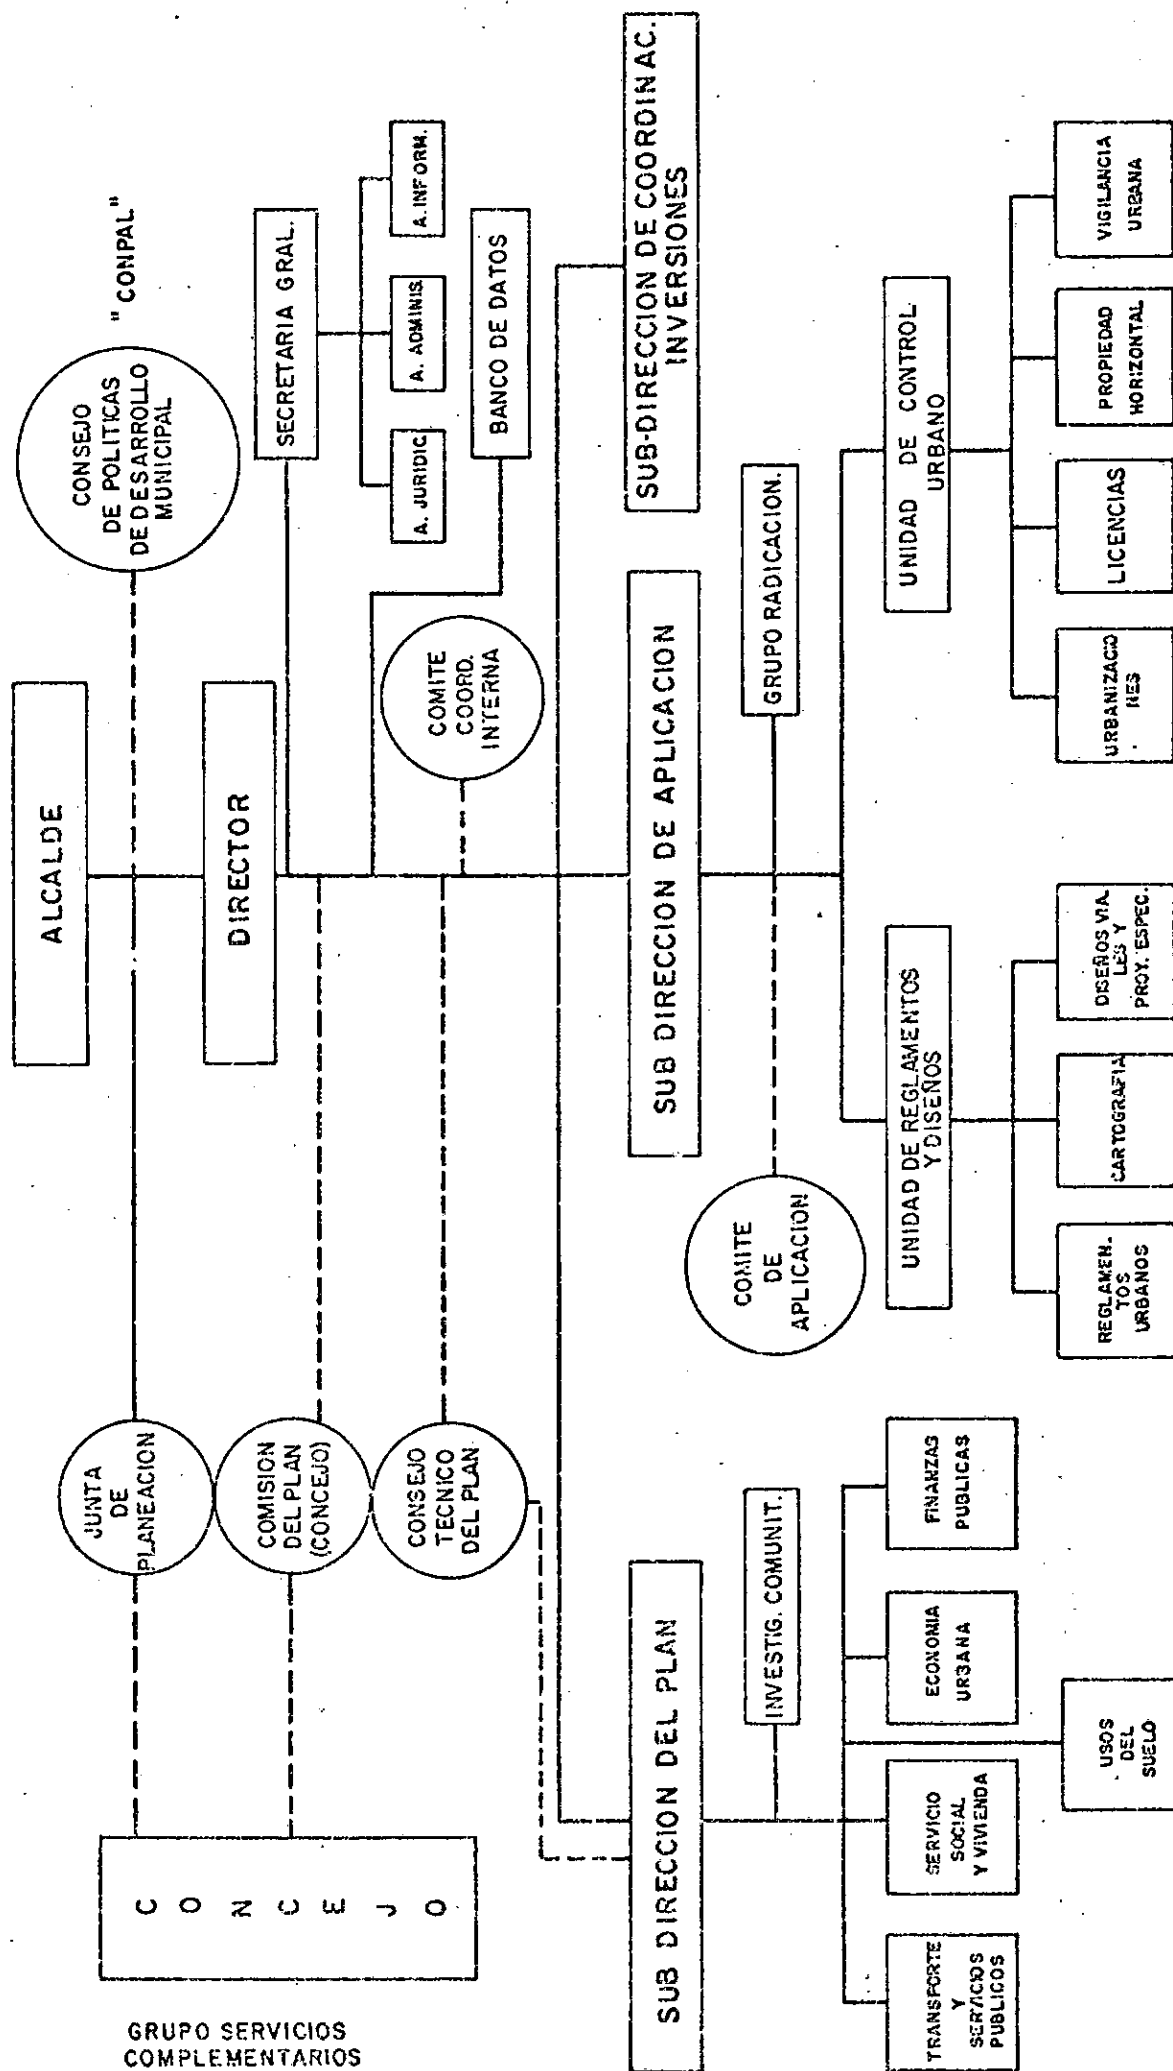 ALCALDE
CONSEJO
DE POLITICAS
DE DESARROLLO
MUNICIPAL
"CONPAL"
JUNTA
DE
PLANEACION
DIRECTOR
SECRETARIA GRAL.
A. JURIDIC.
A. ADMINIS.
A. INFORM.
COMISION
DEL PLAN
(CONCEJO)
C O N C E J O
BANCO DE DATOS
CONSEJO
TECNICO
DEL PLAN
COMITE
COORD.
INTERNA
GRUPO SERVICIOS
COMPLEMENTARIOS
SUB DIRECCION DEL PLAN
SUB DIRECCION DE APLICACION
SUB-DIRECCION DE COORDINAC.
INVERSIONES
INVESTIG. COMUNIT.
COMITE
DE
APLICACION
GRUPO RADICACION.
TRANSPORTE
Y
SERVICIOS
PUBLICOS
SERVICIO
SOCIAL
Y VIVIENDA
ECONOMIA
URBANA
FINANZAS
PUBLICAS
USOS
DEL
SUELO
UNIDAD DE REGLAMENTOS
Y DISEÑOS
UNIDAD DE CONTROL
URBANO
REGLAMEN.
TOS
URBANOS
CARTOGRAFIA
DISEÑOS VIA.
LES Y
PROY. ESPEC.
URBANIZACIO
NES
LICENCIAS
PROPIEDAD
HORIZONTAL
VIGILANCIA
URBANA